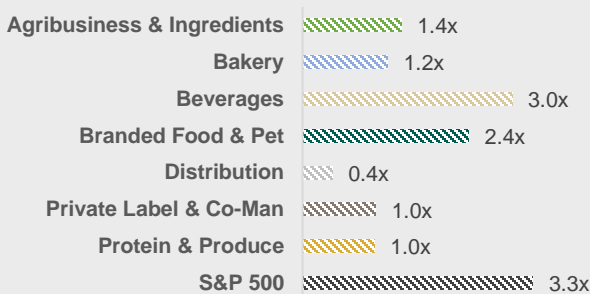 Agribusiness & Ingredients 1.4x
Bakery 1.2x
Beverages 3.0x
Branded Food & Pet 2.4x
Distribution 0.4x
Private Label & Co-Man 1.0x
Protein & Produce 1.0x
S&P 500 3.3x